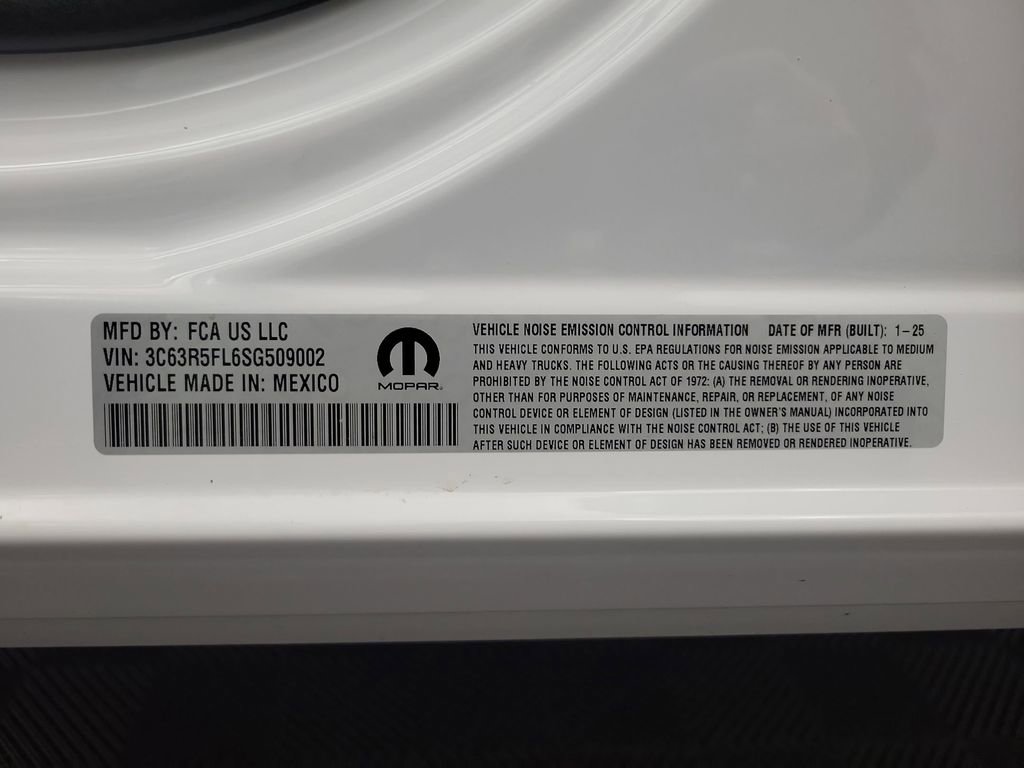 MFD BY: FCA US LLC
VIN: 3C63R5FL6SG509002
VEHICLE MADE IN: MEXICO
MOPAR
VEHICLE NOISE EMISSION CONTROL INFORMATION DATE OF MFR (BUILT): 1-25
THIS VEHICLE CONFORMS TO U.S. EPA REGULATIONS FOR NOISE EMISSION APPLICABLE TO MEDIUM
AND HEAVY TRUCKS. THE FOLLOWING ACTS OR THE CAUSING THEREOF BY ANY PERSON ARE
PROHIBITED BY THE NOISE CONTROL ACT OF 1972: (A) THE REMOVAL OR RENDERING INOPERATIVE,
OTHER THAN FOR PURPOSES OF MAINTENANCE, REPAIR, OR REPLACEMENT, OF ANY NOISE
CONTROL DEVICE OR ELEMENT OF DESIGN (LISTED IN THE OWNER'S MANUAL) INCORPORATED INTO
THIS VEHICLE IN COMPLIANCE WITH THE NOISE CONTROL ACT; (B) THE USE OF THIS VEHICLE
AFTER SUCH DEVICE OR ELEMENT OF DESIGN HAS BEEN REMOVED OR RENDERED INOPERATIVE.